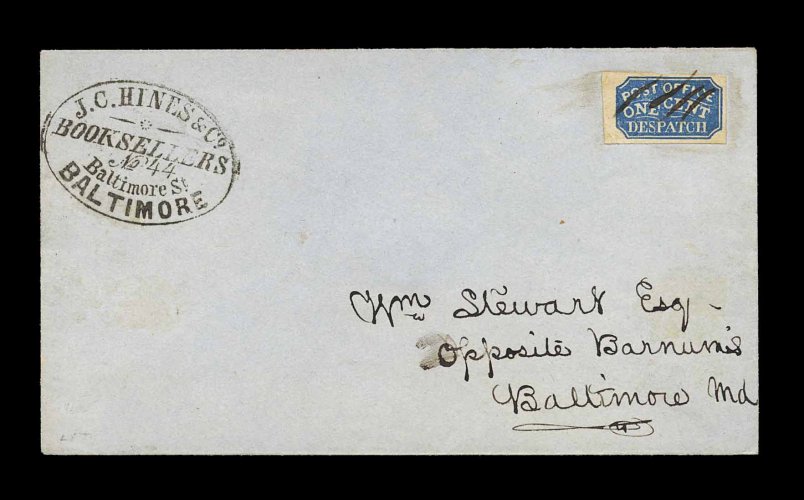 J.C. HINES & Co.
BOOKSELLERS
No. 44
Baltimore St.
BALTIMORE
POST OFFICE
ONE CENT
DESPATCH
Wm Stewart Esq -
Opposite Barnum's
Baltimore Md